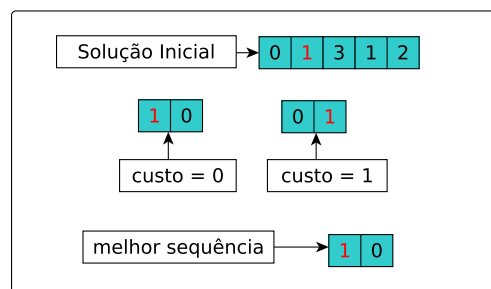 Solução Inicial 0 1 3 1 2
1 0 0 1
custo = 0 custo = 1
melhor sequência 1 0